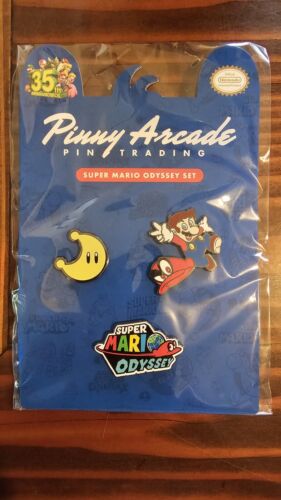 35th
Pinny Arcade
PIN TRADING
SUPER MARIO ODYSSEY SET
SUPER
MARIO
ODYSSEY